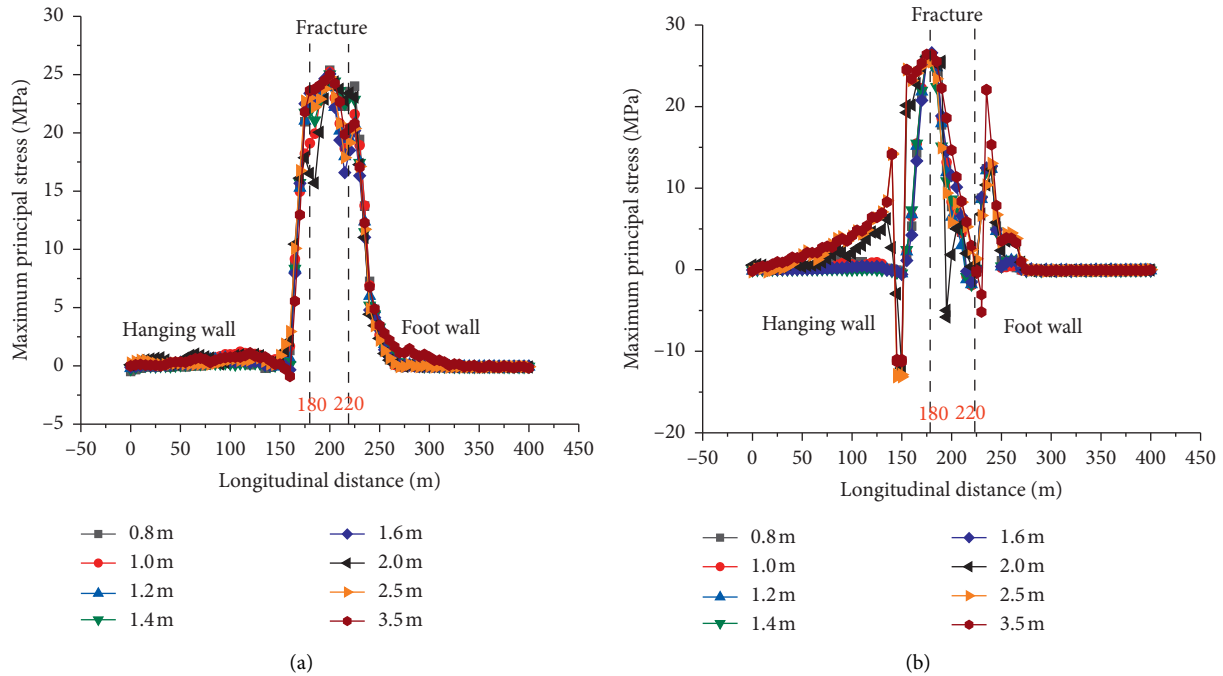 Fracture
30
25
20
15
10
5
0
−5
Maximum principal stress (MPa)
Hanging wall
Foot wall
180
220
−50 0 50 100 150 200 250 300 350 400 450
Longitudinal distance (m)
0.8 m
1.0 m
1.2 m
1.4 m
1.6 m
2.0 m
2.5 m
3.5 m
(a)
Fracture
30
20
10
0
−10
−20
Maximum principal stress (MPa)
Hanging wall
Foot wall
180
220
−50 0 50 100 150 200 250 300 350 400 450
Longitudinal distance (m)
0.8 m
1.0 m
1.2 m
1.4 m
1.6 m
2.0 m
2.5 m
3.5 m
(b)